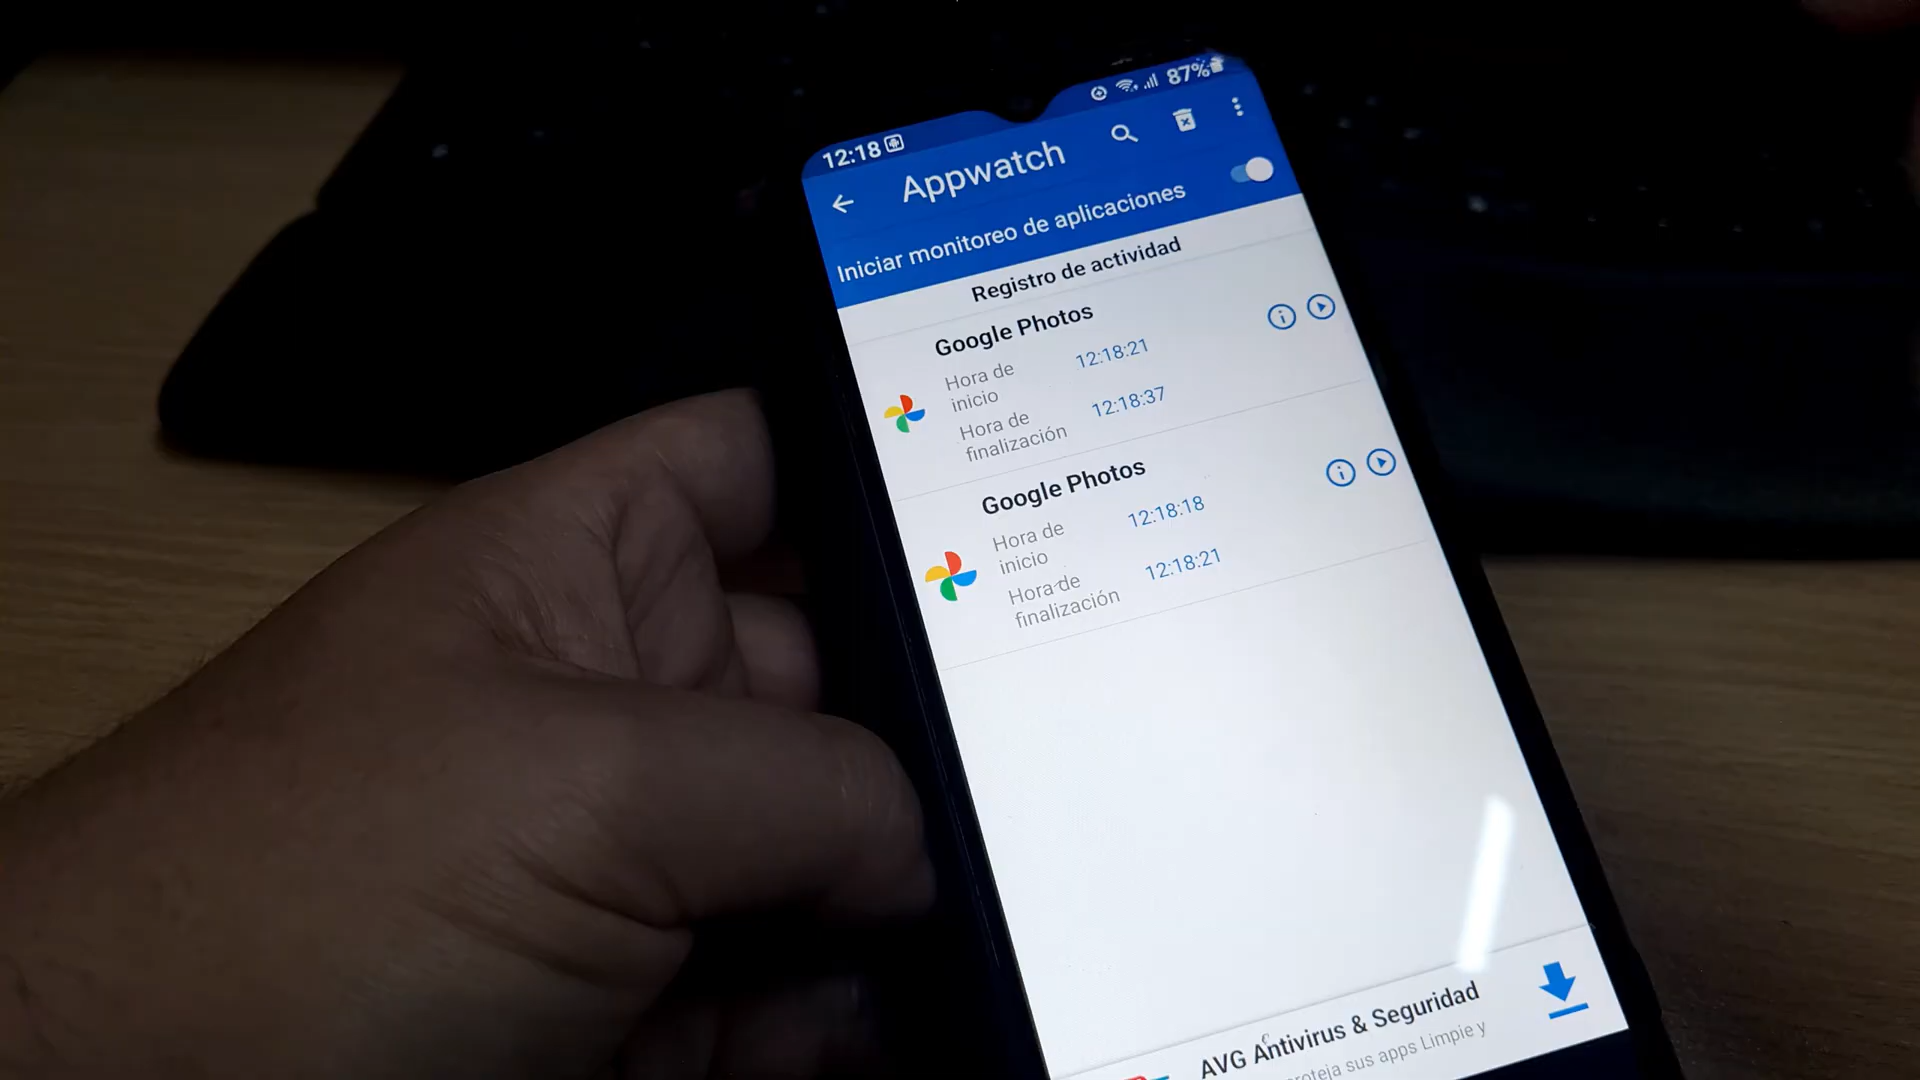 12:18
87%
Appwatch
Iniciar monitoreo de aplicaciones
Registro de actividad
Google Photos
Hora de
inicio
12:18:21
Hora de
finalización
12:18:37
Google Photos
Hora de
inicio
12:18:18
Hora de
finalización
12:18:21
AVG Antivirus & Seguridad
sus apps Limpie y